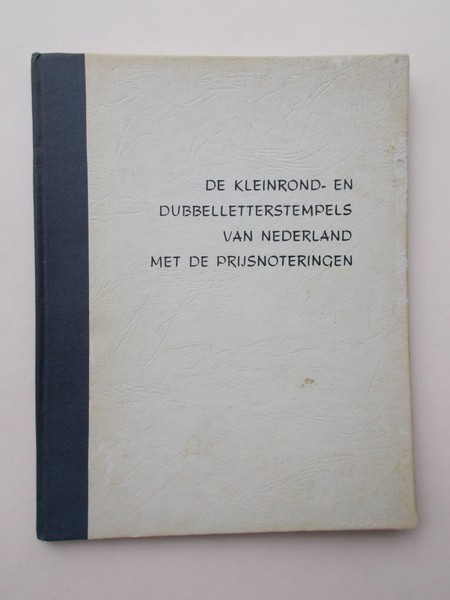 DE KLEINROND- EN
DUBBELLETTERSTEMPELS
VAN NEDERLAND
MET DE PRIJSNOTERINGEN